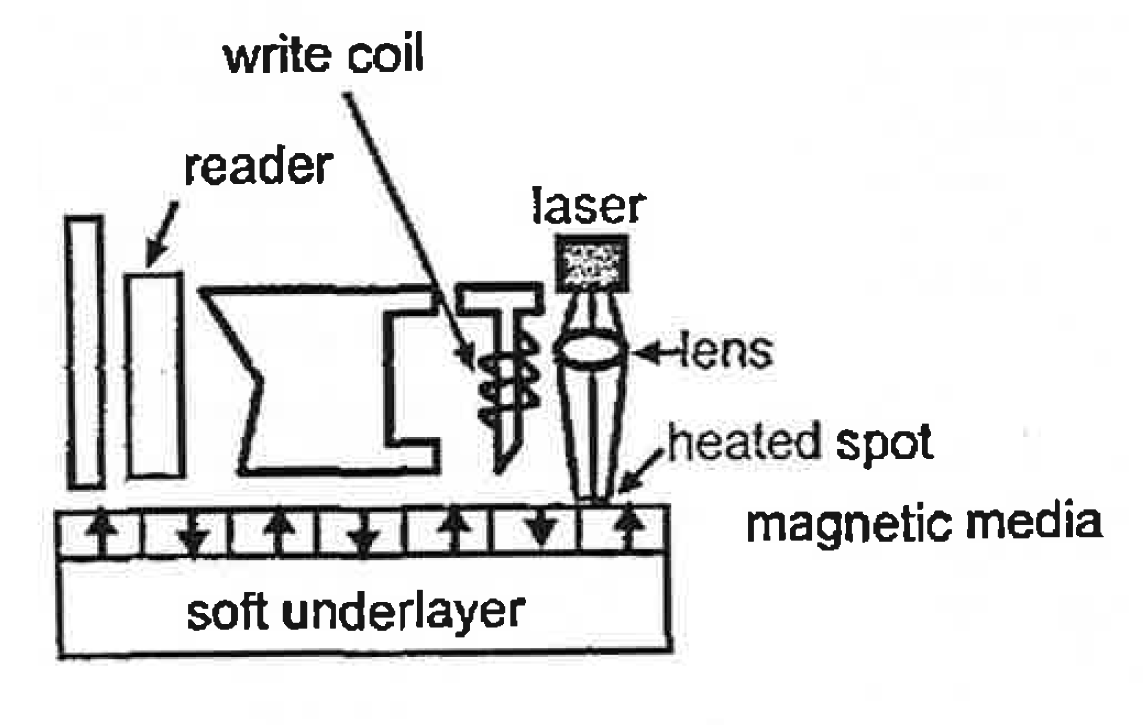 write coil
reader
laser
lens
heated spot
magnetic media
soft underlayer